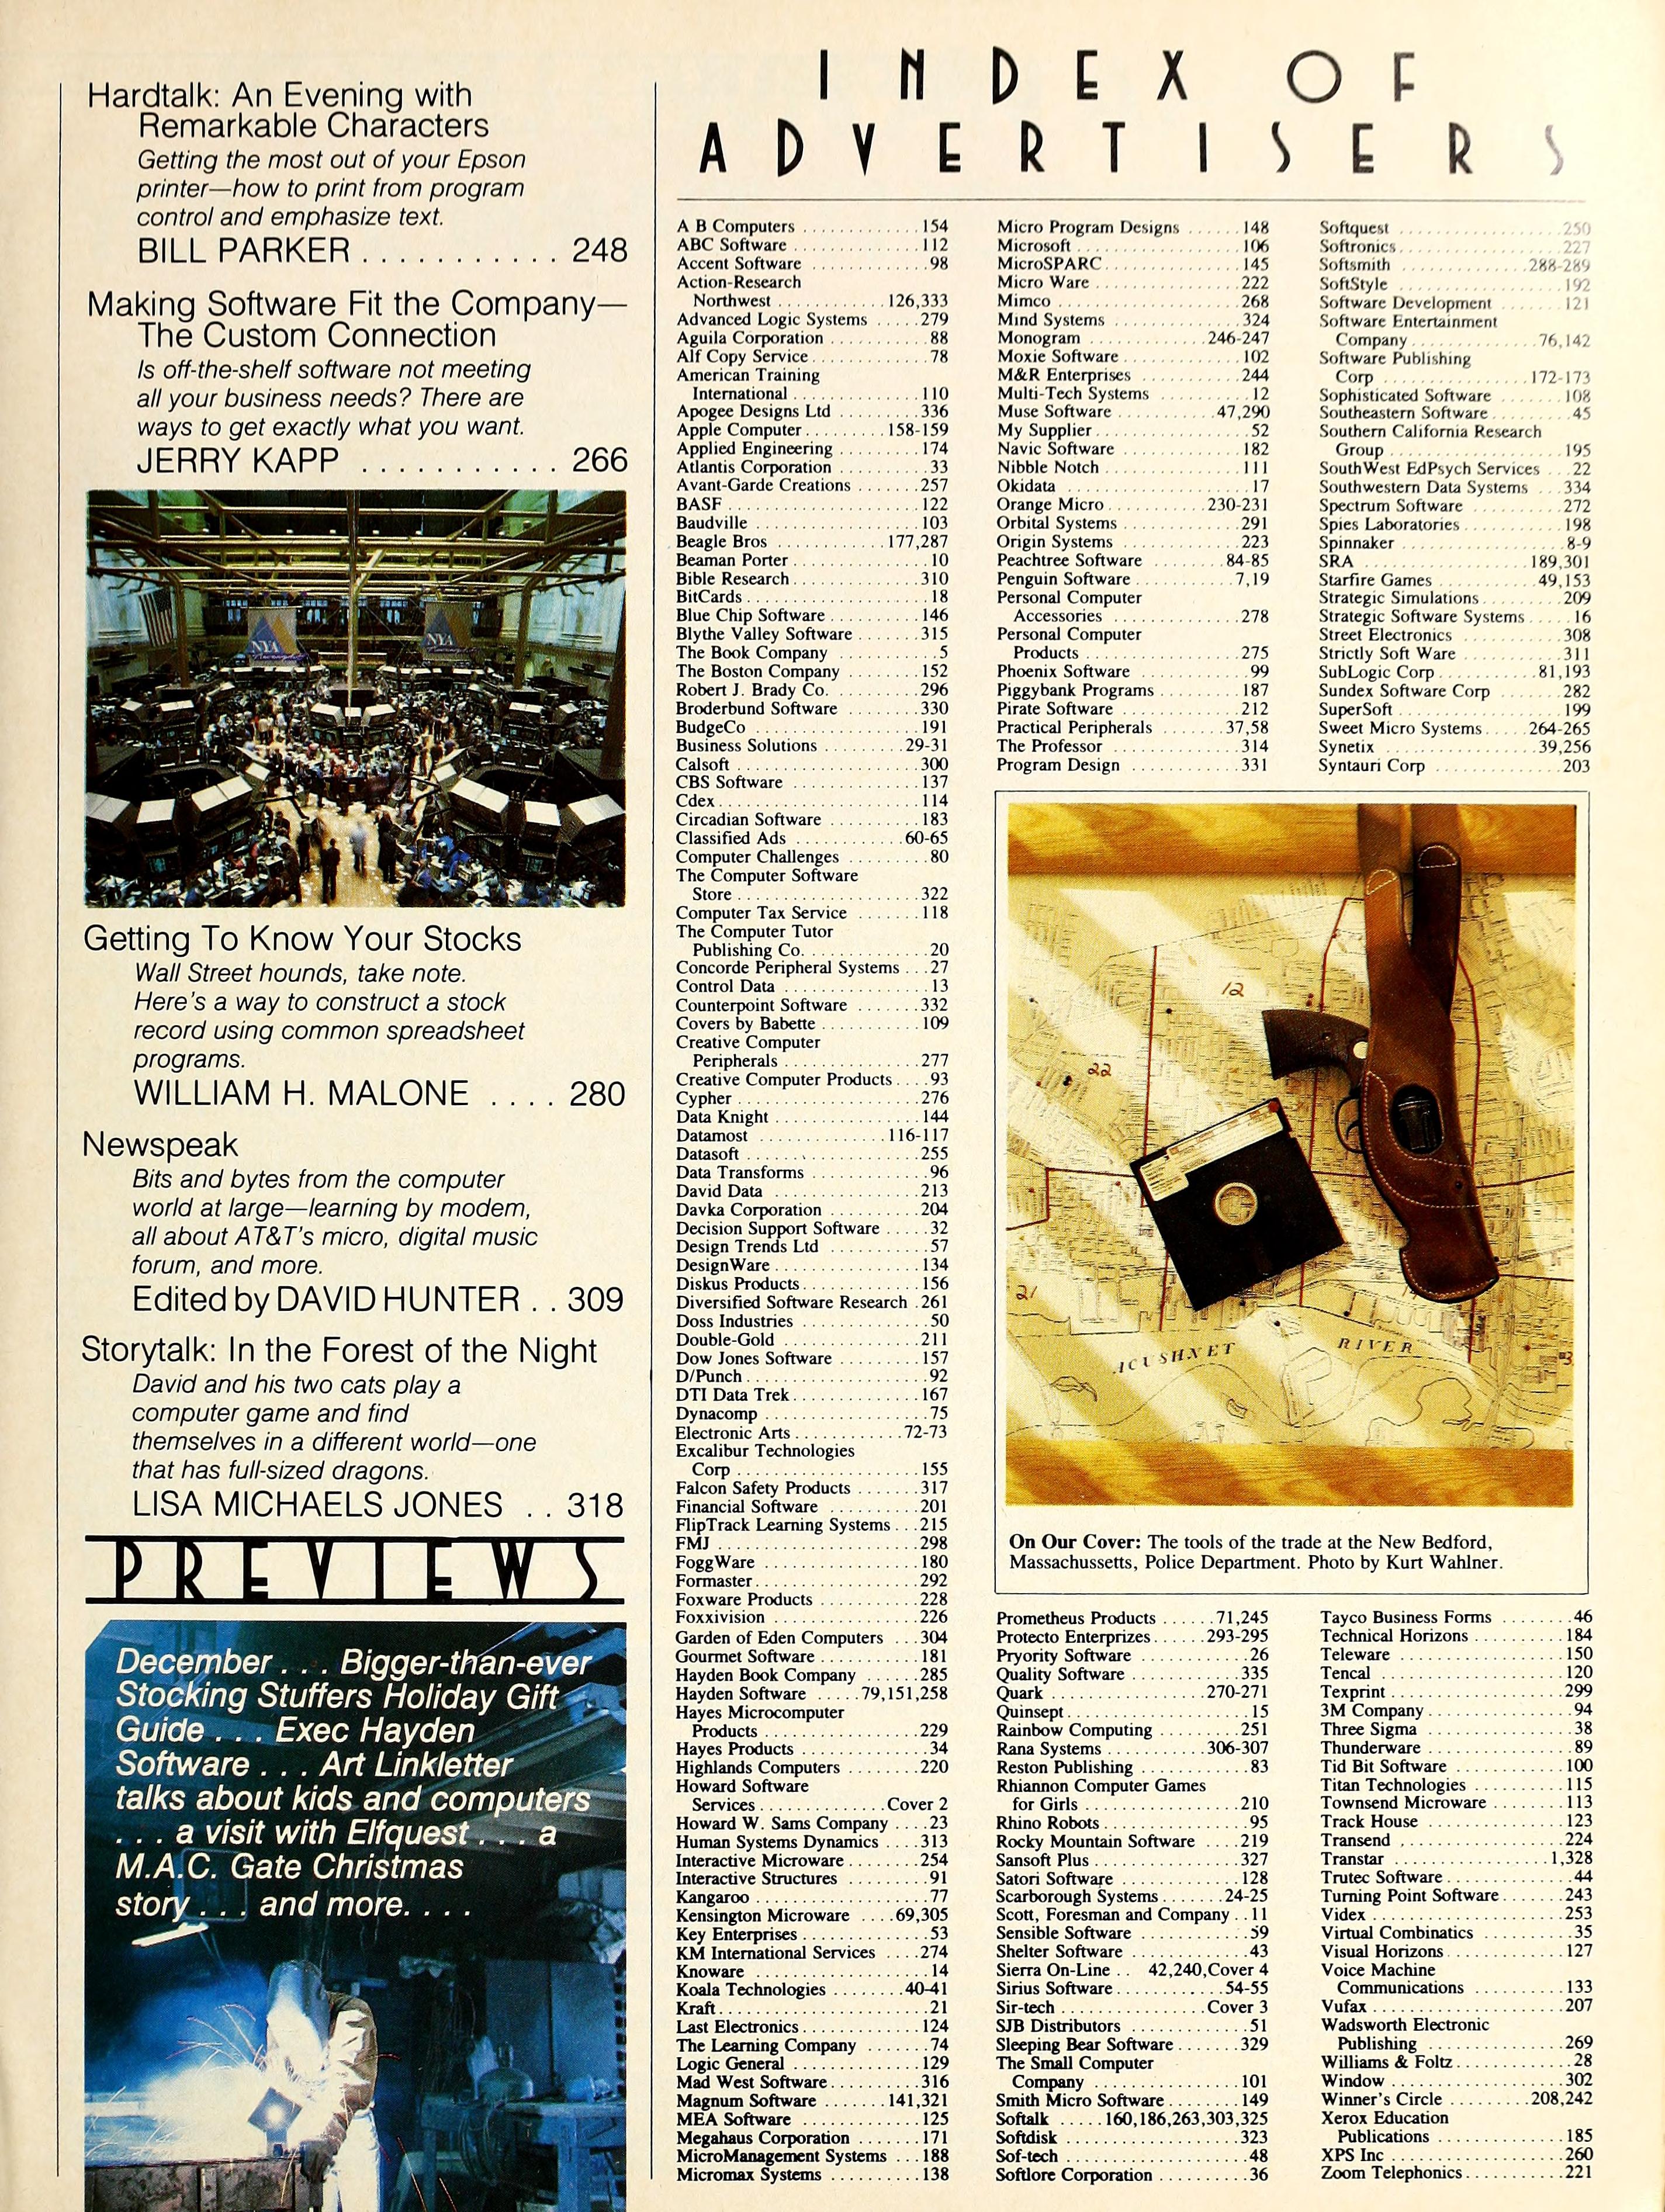 Hardtalk: An Evening with
Remarkable Characters
Getting the most out of your Epson
printer—how to print from program
control and emphasize text.
BILL PARKER . . . . . . . . . . . 248
Making Software Fit the Company—
The Custom Connection
Is off-the-shelf software not meeting
all your business needs? There are
ways to get exactly what you want.
JERRY KAPP . . . . . . . . . . . 266
NYA
NYA
Getting To Know Your Stocks
Wall Street hounds, take note.
Here's a way to construct a stock
record using common spreadsheet
programs.
WILLIAM H. MALONE . . . . 280
Newspeak
Bits and bytes from the computer
world at large—learning by modem,
all about AT&T's micro, digital music
forum, and more.
Edited by DAVID HUNTER . . 309
Storytalk: In the Forest of the Night
David and his two cats play a
computer game and find
themselves in a different world—one
that has full-sized dragons.
LISA MICHAELS JONES . . 318
PREVIEWS
December . . . Bigger-than-ever
Stocking Stuffers Holiday Gift
Guide . . . Exec Hayden
Software . . . Art Linkletter
talks about kids and computers
. . . a visit with Elfquest . . . a
M.A.C. Gate Christmas
story . . . and more. . . .
INDEX OF
ADVERTISERS
A B Computers . . . 154
ABC Software . . . 112
Accent Software . . . 98
Action-Research
Northwest . . . 126,333
Advanced Logic Systems . . . 279
Aguila Corporation . . . 88
Alf Copy Service . . . 78
American Training
International . . . 110
Apogee Designs Ltd . . . 336
Apple Computer . . . 158-159
Applied Engineering . . . 174
Atlantis Corporation . . . 33
Avant-Garde Creations . . . 257
BASF . . . 122
Baudville . . . 103
Beagle Bros . . . 177,287
Beaman Porter . . . 10
Bible Research . . . 310
BitCards . . . 18
Blue Chip Software . . . 146
Blythe Valley Software . . . 315
The Book Company . . . 5
The Boston Company . . . 152
Robert J. Brady Co. . . . 296
Broderbund Software . . . 330
BudgeCo . . . 191
Business Solutions . . . 29-31
Calsoft . . . 300
CBS Software . . . 137
Cdex . . . 114
Circadian Software . . . 183
Classified Ads . . . 60-65
Computer Challenges . . . 80
The Computer Software
Store . . . 322
Computer Tax Service . . . 118
The Computer Tutor
Publishing Co. . . . 20
Concorde Peripheral Systems . . . 27
Control Data . . . 13
Counterpoint Software . . . 332
Covers by Babette . . . 109
Creative Computer
Peripherals . . . 277
Creative Computer Products . . . 93
Cypher . . . 276
Data Knight . . . 144
Datamost . . . 116-117
Datasoft . . . 255
Data Transforms . . . 96
David Data . . . 213
Davka Corporation . . . 204
Decision Support Software . . . 32
Design Trends Ltd . . . 57
DesignWare . . . 134
Diskus Products . . . 156
Diversified Software Research . 261
Doss Industries . . . 50
Double-Gold . . . 211
Dow Jones Software . . . 157
D/Punch . . . 92
DTI Data Trek . . . 167
Dynacomp . . . 75
Electronic Arts . . . 72-73
Excalibur Technologies
Corp . . . 155
Falcon Safety Products . . . 317
Financial Software . . . 201
FlipTrack Learning Systems . . . 215
FMJ . . . 298
FoggWare . . . 180
Formaster . . . 292
Foxware Products . . . 228
Foxxivision . . . 226
Garden of Eden Computers . . . 304
Gourmet Software . . . 181
Hayden Book Company . . . 285
Hayden Software . . . 79,151,258
Hayes Microcomputer
Products . . . 229
Hayes Products . . . 34
Highlands Computers . . . 220
Howard Software
Services . . . Cover 2
Howard W. Sams Company . . . 23
Human Systems Dynamics . . . 313
Interactive Microware . . . 254
Interactive Structures . . . 91
Kangaroo . . . 77
Kensington Microware . . . 69,305
Key Enterprises . . . 53
KM International Services . . . 274
Knoware . . . 14
Koala Technologies . . . 40-41
Kraft . . . 21
Last Electronics . . . 124
The Learning Company . . . 74
Logic General . . . 129
Mad West Software . . . 316
Magnum Software . . . 141,321
MEA Software . . . 125
Megahaus Corporation . . . 171
MicroManagement Systems . . . 188
Micromax Systems . . . 138
Micro Program Designs . . . 148
Microsoft . . . 106
MicroSPARC . . . 145
Micro Ware . . . 222
Mimco . . . 268
Mind Systems . . . 324
Monogram . . . 246-247
Moxie Software . . . 102
M&R Enterprises . . . 244
Multi-Tech Systems . . . 12
Muse Software . . . 47,290
My Supplier . . . 52
Navic Software . . . 182
Nibble Notch . . . 111
Okidata . . . 17
Orange Micro . . . 230-231
Orbital Systems . . . 291
Origin Systems . . . 223
Peachtree Software . . . 84-85
Penguin Software . . . 7,19
Personal Computer
Accessories . . . 278
Personal Computer
Products . . . 275
Phoenix Software . . . 99
Piggybank Programs . . . 187
Pirate Software . . . 212
Practical Peripherals . . . 37,58
The Professor . . . 314
Program Design . . . 331
Softquest . . . 250
Softronics . . . 227
Softsmith . . . 288-289
SoftStyle . . . 192
Software Development . . . 121
Software Entertainment
Company . . . 76,142
Software Publishing
Corp . . . 172-173
Sophisticated Software . . . 108
Southeastern Software . . . 45
Southern California Research
Group . . . 195
SouthWest EdPsych Services . . . 22
Southwestern Data Systems . . . 334
Spectrum Software . . . 272
Spies Laboratories . . . 198
Spinnaker . . . 8-9
SRA . . . 189,301
Starfire Games . . . 49,153
Strategic Simulations . . . 209
Strategic Software Systems . . . 16
Street Electronics . . . 308
Strictly Soft Ware . . . 311
SubLogic Corp . . . 81,193
Sundex Software Corp . . . 282
SuperSoft . . . 199
Sweet Micro Systems . . . 264-265
Synetix . . . 39,256
Syntauri Corp . . . 203
12
22
21
ACUSHNET RIVER
On Our Cover: The tools of the trade at the New Bedford,
Massachussetts, Police Department. Photo by Kurt Wahlner.
Prometheus Products . . . 71,245
Protecto Enterprizes . . . 293-295
Pryority Software . . . 26
Quality Software . . . 335
Quark . . . 270-271
Quinsept . . . 15
Rainbow Computing . . . 251
Rana Systems . . . 306-307
Reston Publishing . . . 83
Rhiannon Computer Games
for Girls . . . 210
Rhino Robots . . . 95
Rocky Mountain Software . . . 219
Sansoft Plus . . . 327
Satori Software . . . 128
Scarborough Systems . . . 24-25
Scott, Foresman and Company . . 11
Sensible Software . . . 59
Shelter Software . . . 43
Sierra On-Line . . 42,240,Cover 4
Sirius Software . . . 54-55
Sir-tech . . . Cover 3
SJB Distributors . . . 51
Sleeping Bear Software . . . 329
The Small Computer
Company . . . 101
Smith Micro Software . . . 149
Softalk . . . 160,186,263,303,325
Softdisk . . . 323
Sof-tech . . . 48
Softlore Corporation . . . 36
Tayco Business Forms . . . 46
Technical Horizons . . . 184
Teleware . . . 150
Tencal . . . 120
Texprint . . . 299
3M Company . . . 94
Three Sigma . . . 38
Thunderware . . . 89
Tid Bit Software . . . 100
Titan Technologies . . . 115
Townsend Microware . . . 113
Track House . . . 123
Transend . . . 224
Transtar . . . 1,328
Trutec Software . . . 44
Turning Point Software . . . 243
Videx . . . 253
Virtual Combinatics . . . 35
Visual Horizons . . . 127
Voice Machine
Communications . . . 133
Vufax . . . 207
Wadsworth Electronic
Publishing . . . 269
Williams & Foltz . . . 28
Window . . . 302
Winner's Circle . . . 208,242
Xerox Education
Publications . . . 185
XPS Inc . . . 260
Zoom Telephonics . . . 221